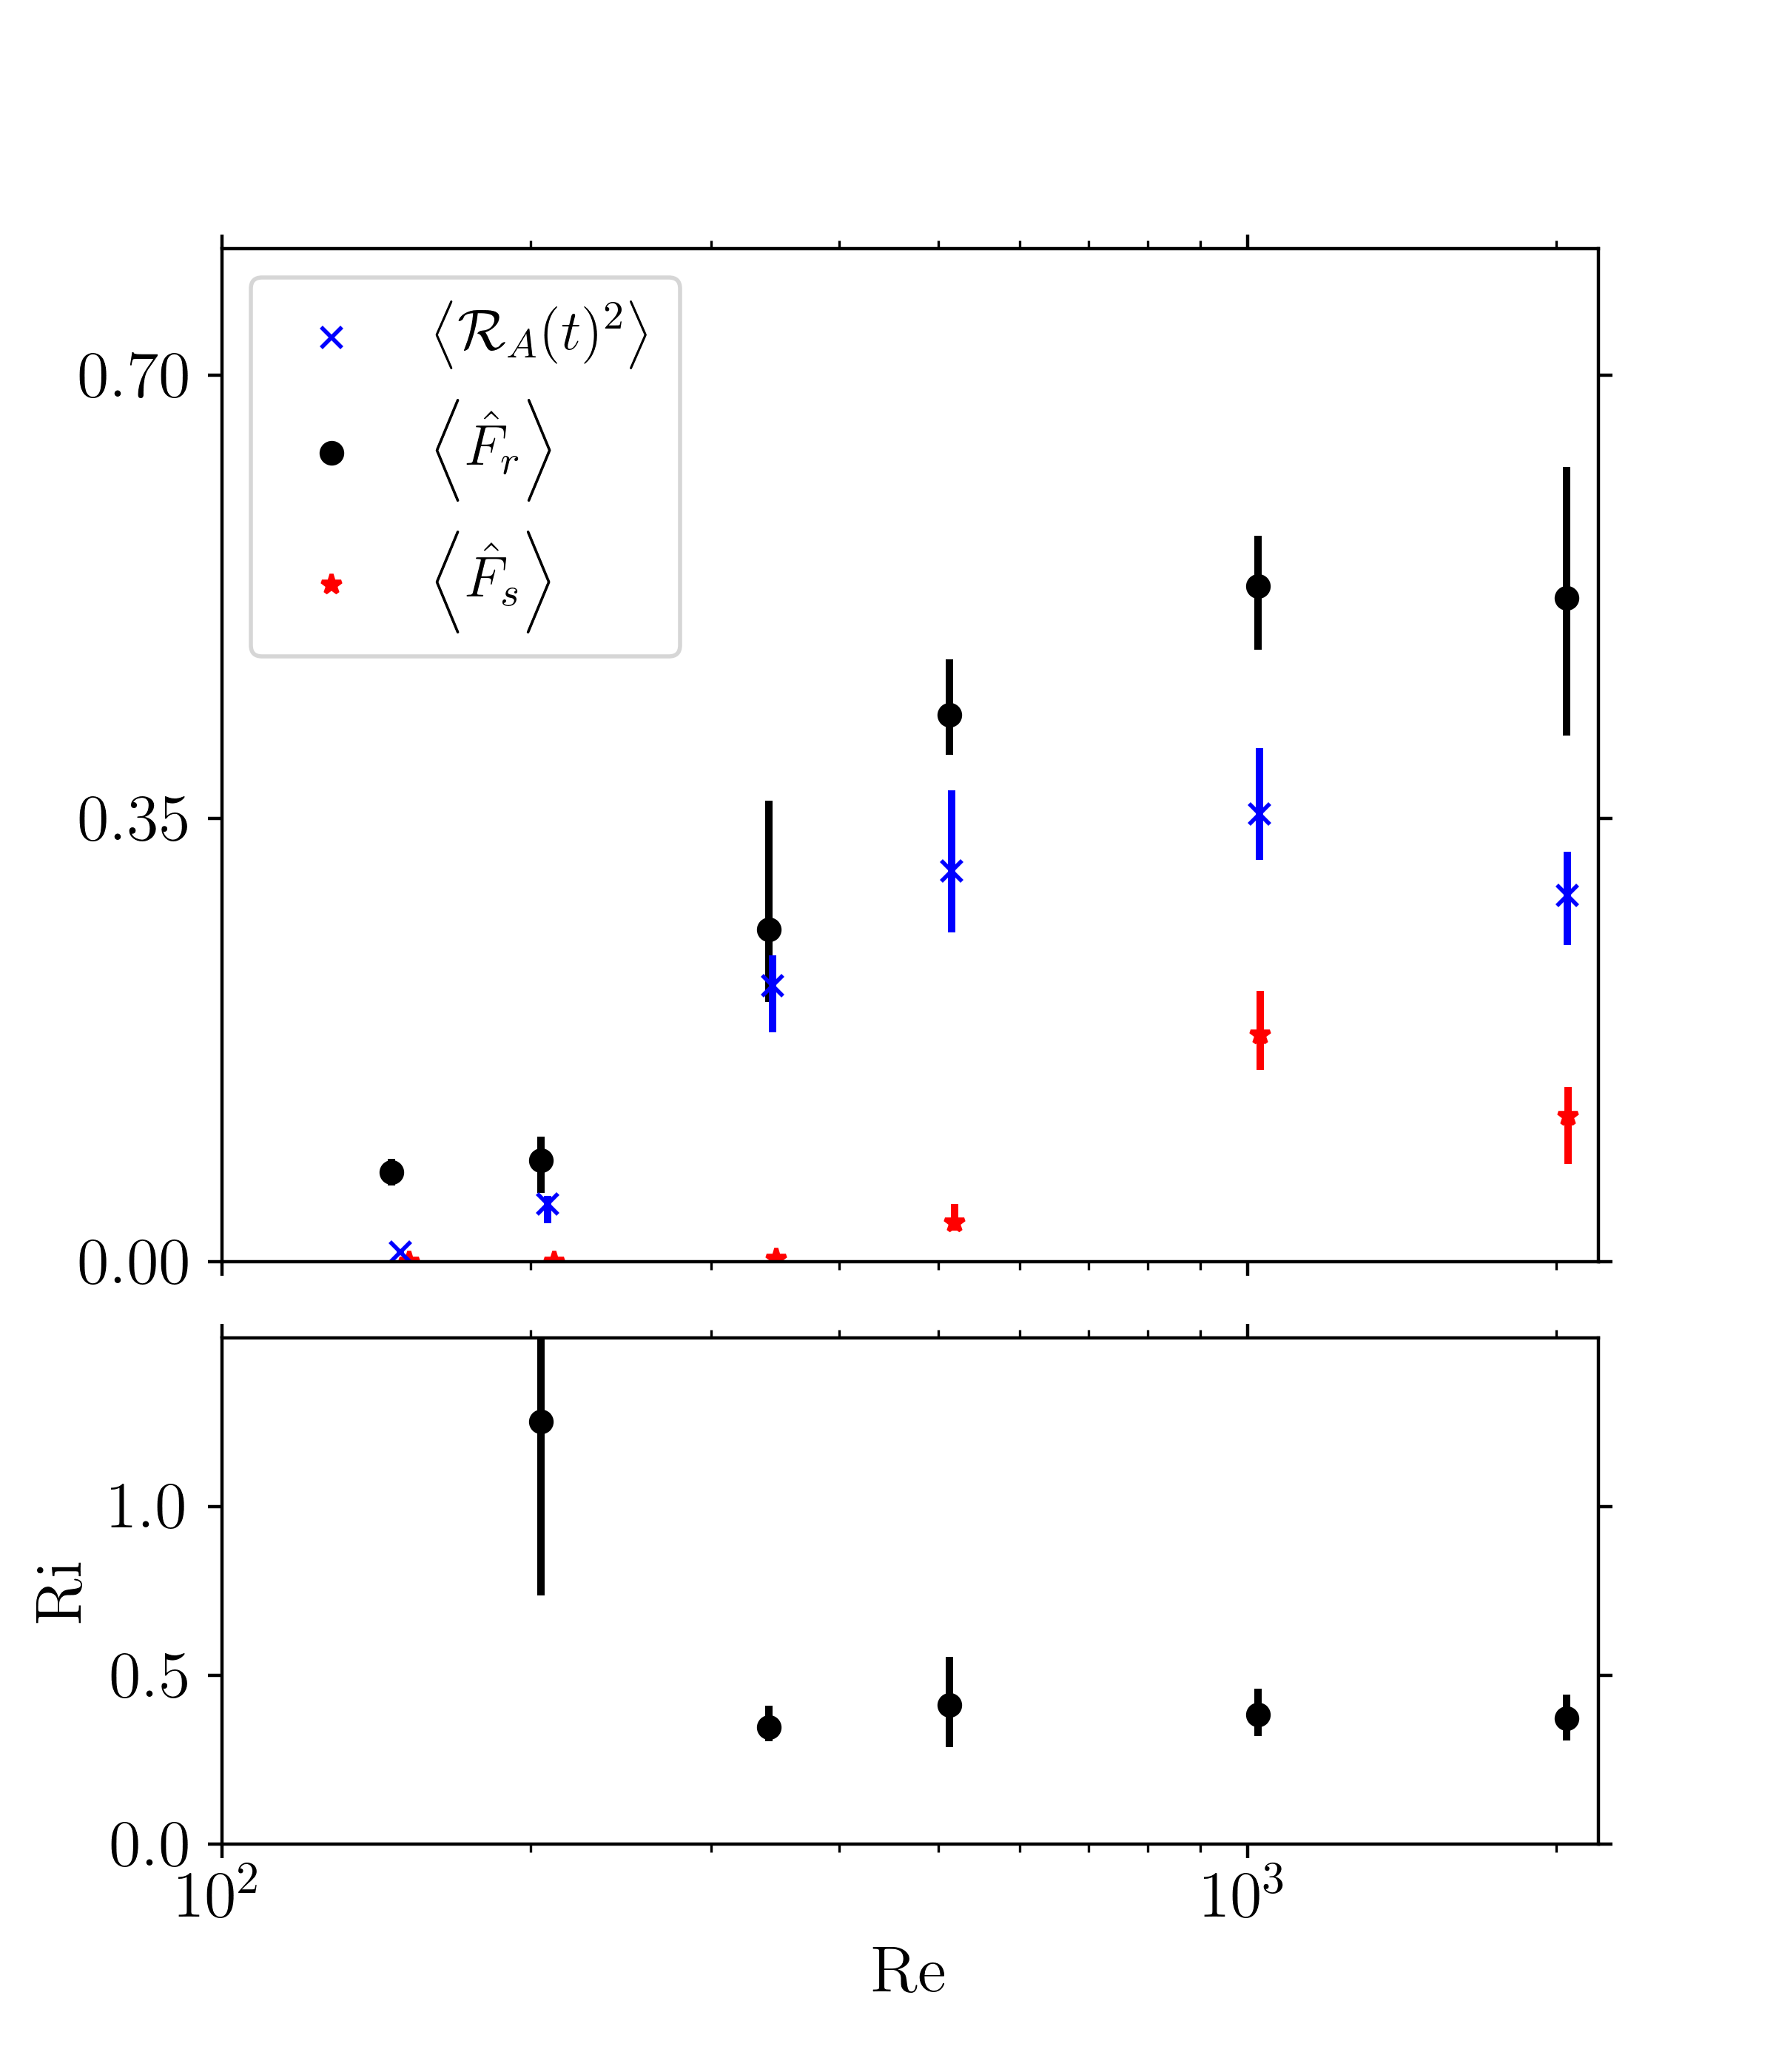 ⟨ℛ_A(t)²⟩
⟨F̂_r⟩
⟨F̂_s⟩
0.70
0.35
0.00
1.0
0.5
0.0
Ri
10² 10³
Re